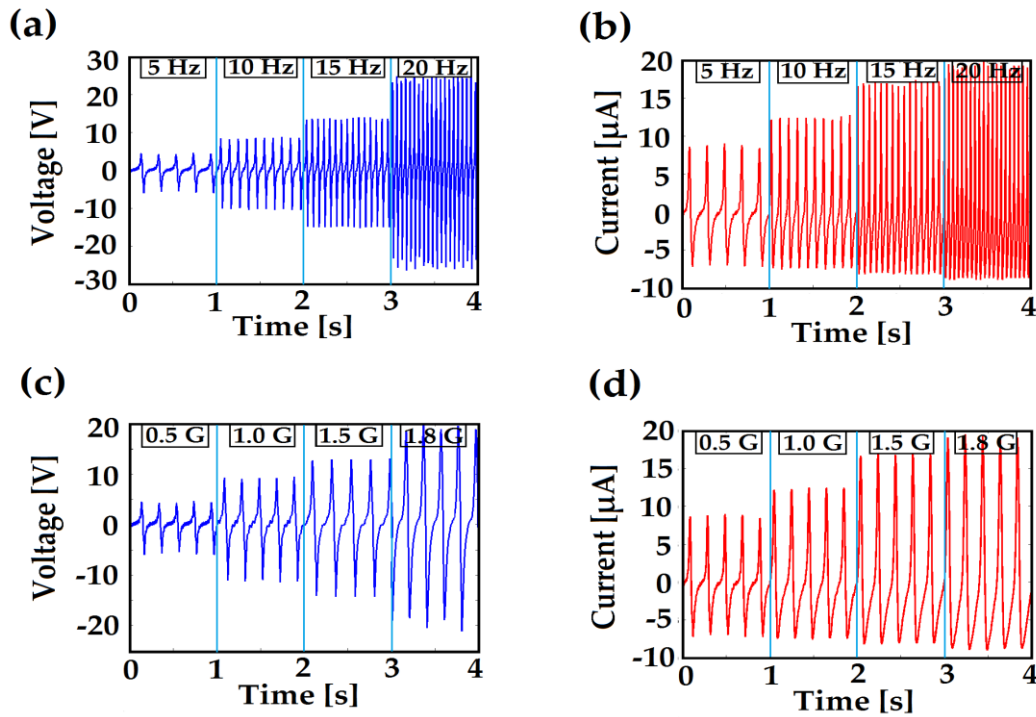 (a)
Voltage [V]
30
20
10
0
-10
-20
-30
5 Hz 10 Hz 15 Hz 20 Hz
0 1 2 3 4
Time [s]
(b)
Current [µA]
20
15
10
5
0
-5
-10
5 Hz 10 Hz 15 Hz 20 Hz
0 1 2 3 4
Time [s]
(c)
Voltage [V]
20
10
0
-10
-20
0.5 G 1.0 G 1.5 G 1.8 G
0 1 2 3 4
Time [s]
(d)
Current [µA]
20
15
10
5
0
-5
-10
0.5 G 1.0 G 1.5 G 1.8 G
0 1 2 3 4
Time [s]